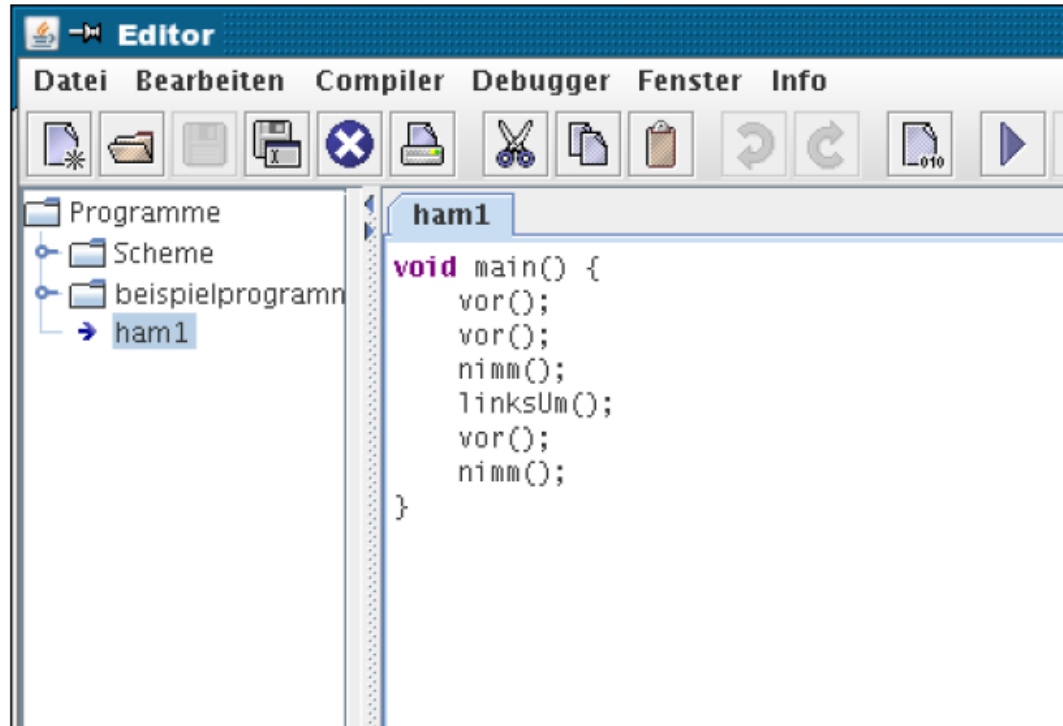 Editor
Datei Bearbeiten Compiler Debugger Fenster Info
010
Programme
Scheme
beispielprogramm
ham1
ham1
void main() {
    vor();
    vor();
    nimm();
    linksUm();
    vor();
    nimm();
}